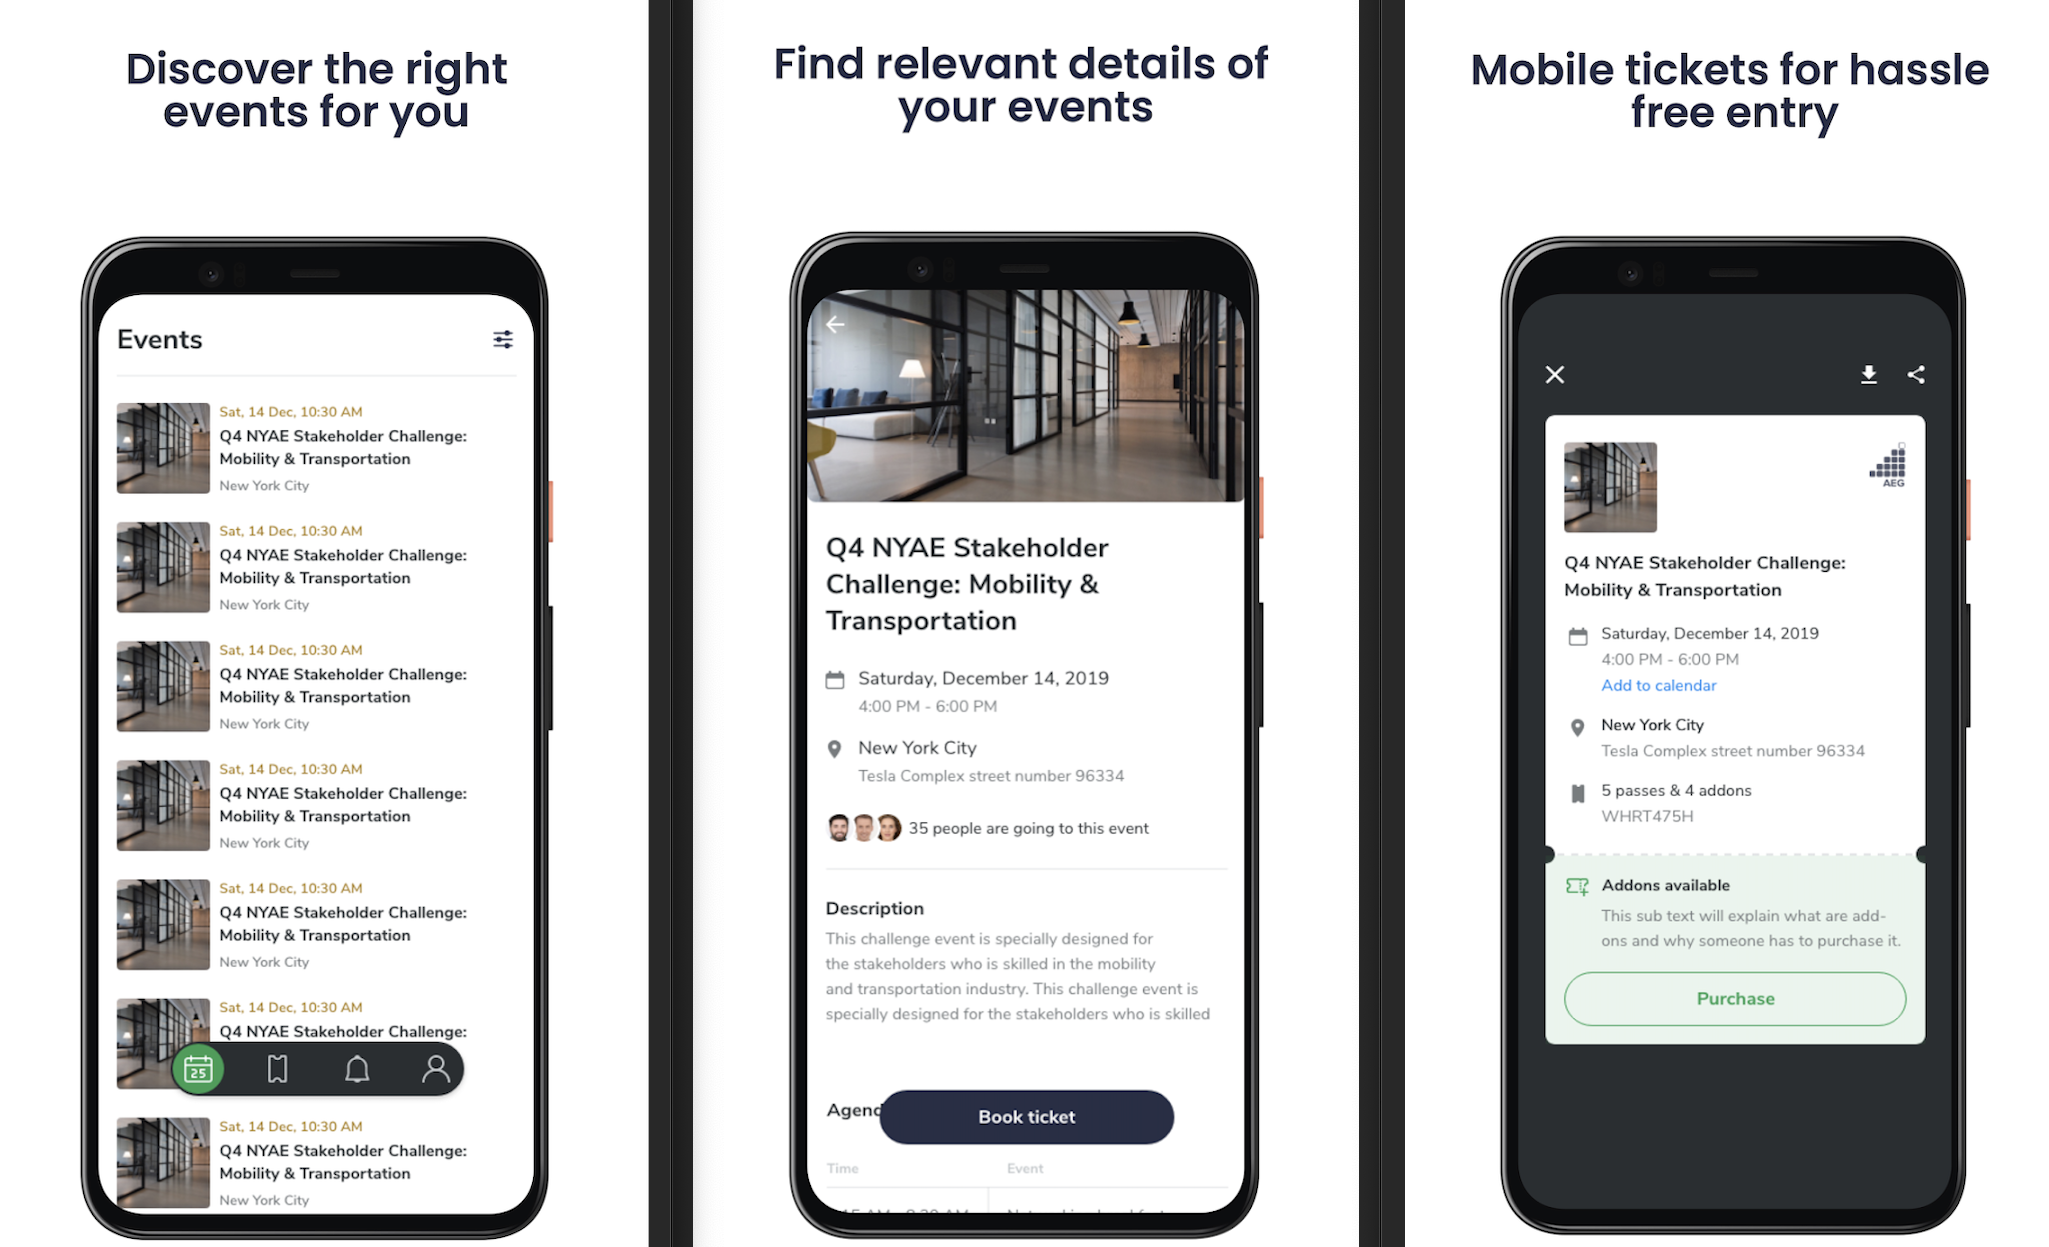 Discover the right
events for you
Events
Sat, 14 Dec, 10:30 AM
Q4 NYAE Stakeholder Challenge:
Mobility & Transportation
New York City
Sat, 14 Dec, 10:30 AM
Q4 NYAE Stakeholder Challenge:
Mobility & Transportation
New York City
Sat, 14 Dec, 10:30 AM
Q4 NYAE Stakeholder Challenge:
Mobility & Transportation
New York City
Sat, 14 Dec, 10:30 AM
Q4 NYAE Stakeholder Challenge:
Mobility & Transportation
New York City
Sat, 14 Dec, 10:30 AM
Q4 NYAE Stakeholder Challenge:
Mobility & Transportation
New York City
Sat, 14 Dec, 10:30 AM
Q4 NYAE Stakeholder Challenge:
25
Sat, 14 Dec, 10:30 AM
Q4 NYAE Stakeholder Challenge:
Mobility & Transportation
New York City
Find relevant details of
your events
Q4 NYAE Stakeholder
Challenge: Mobility &
Transportation
Saturday, December 14, 2019
4:00 PM - 6:00 PM
New York City
Tesla Complex street number 96334
35 people are going to this event
Description
This challenge event is specially designed for
the stakeholders who is skilled in the mobility
and transportation industry. This challenge event is
specially designed for the stakeholders who is skilled
Agend
Book ticket
Time Event
Mobile tickets for hassle
free entry
AEG
Q4 NYAE Stakeholder Challenge:
Mobility & Transportation
Saturday, December 14, 2019
4:00 PM - 6:00 PM
Add to calendar
New York City
Tesla Complex street number 96334
5 passes & 4 addons
WHRT475H
Addons available
This sub text will explain what are add-
ons and why someone has to purchase it.
Purchase